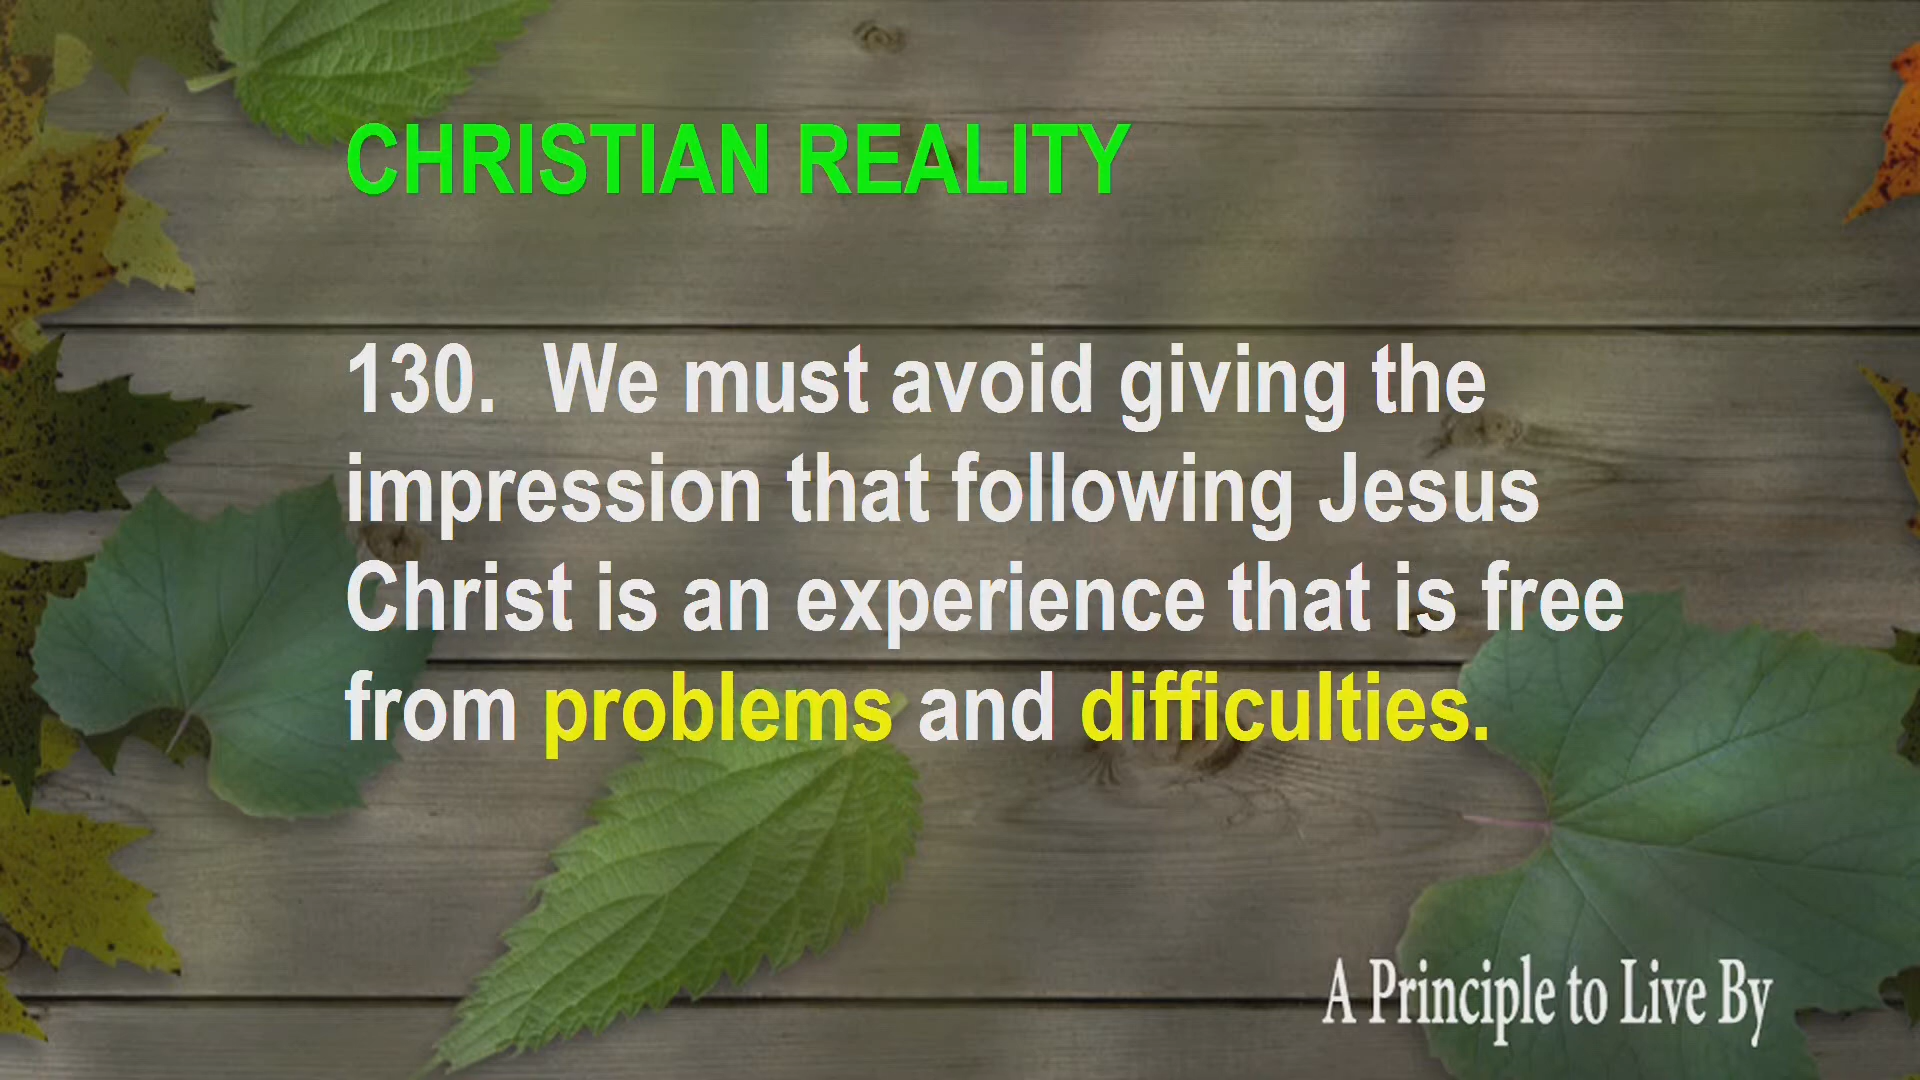 CHRISTIAN REALITY
130. We must avoid giving the
impression that following Jesus
Christ is an experience that is free
from problems and difficulties.
A Principle to Live By